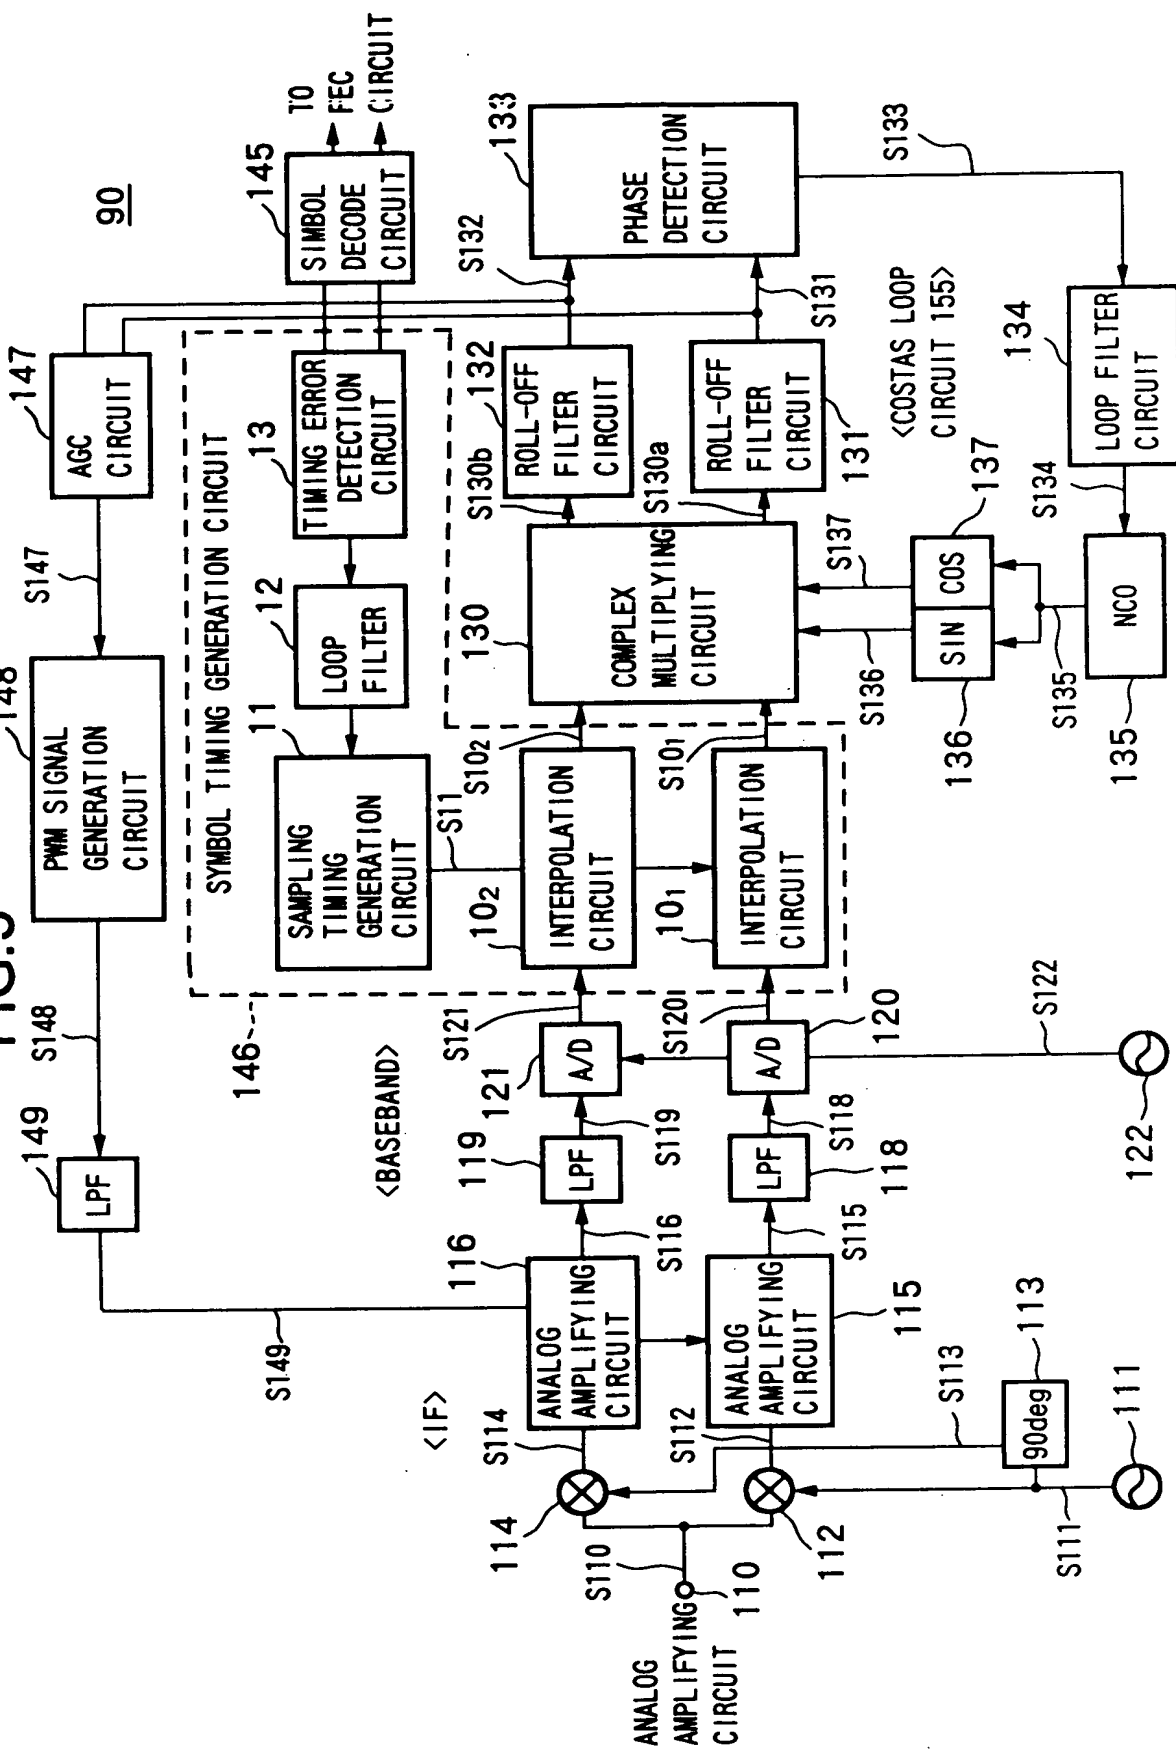 90
S148
S147
149
LPF
148
PWM SIGNAL
GENERATION
CIRCUIT
147
AGC
CIRCUIT
S149
146
SYMBOL TIMING GENERATION CIRCUIT
11
SAMPLING
TIMING
GENERATION
CIRCUIT
12
LOOP
FILTER
13
TIMING ERROR
DETECTION
CIRCUIT
145
SIMBOL
DECODE
CIRCUIT
TO
FEC
CIRCUIT
S11
<IF>
<BASEBAND>
ANALOG
AMPLIFYING
CIRCUIT
110
S110
114
S114
116
ANALOG
AMPLIFYING
CIRCUIT
S116
119
LPF
S119
121
A/D
S121
102
INTERPOLATION
CIRCUIT
S102
130
COMPLEX
MULTIPLYING
CIRCUIT
S130b
132
ROLL-OFF
FILTER
CIRCUIT
S132
133
PHASE
DETECTION
CIRCUIT
112
S112
ANALOG
AMPLIFYING
CIRCUIT
115
S115
LPF
118
S118
A/D
120
S120
101
INTERPOLATION
CIRCUIT
S101
S130a
ROLL-OFF
FILTER
CIRCUIT
131
S131
S133
S111
111
90deg
113
S113
122
S122
S136
S137
136
SIN
COS
137
<COSTAS LOOP
CIRCUIT 155>
S135
135
NCO
S134
134
LOOP FILTER
CIRCUIT